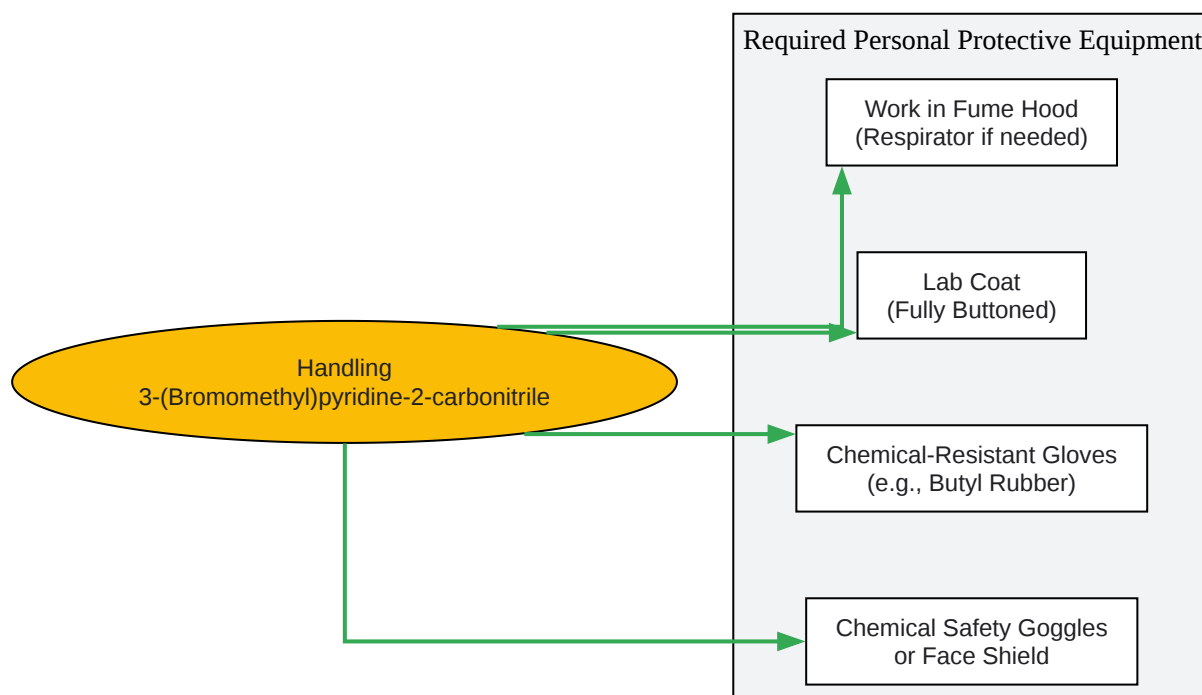 Required Personal Protective Equipment
Work in Fume Hood
(Respirator if needed)
Lab Coat
(Fully Buttoned)
Handling
3-(Bromomethyl)pyridine-2-carbonitrile
Chemical-Resistant Gloves
(e.g., Butyl Rubber)
Chemical Safety Goggles
or Face Shield